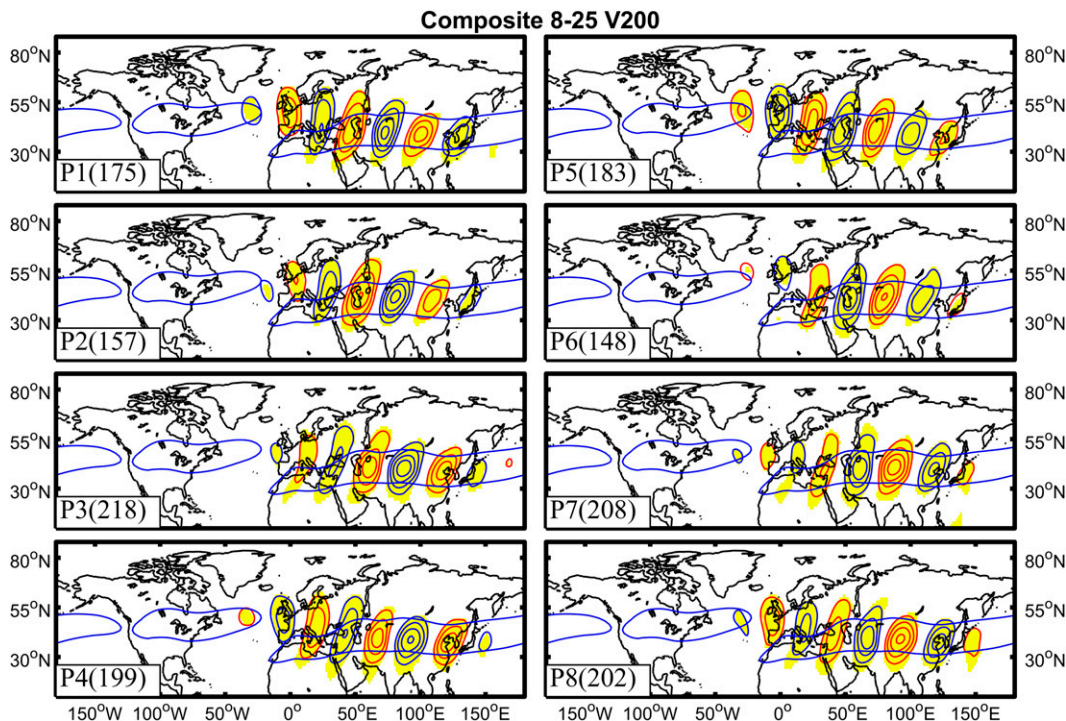 Composite 8-25 V200
80°N
55°N
30°N
P1(175)
P5(183)
80°N
55°N
30°N
80°N
55°N
30°N
P2(157)
P6(148)
80°N
55°N
30°N
80°N
55°N
30°N
P3(218)
P7(208)
80°N
55°N
30°N
80°N
55°N
30°N
P4(199)
P8(202)
80°N
55°N
30°N
150°W 100°W 50°W 0° 50°E 100°E 150°E
150°W 100°W 50°W 0° 50°E 100°E 150°E